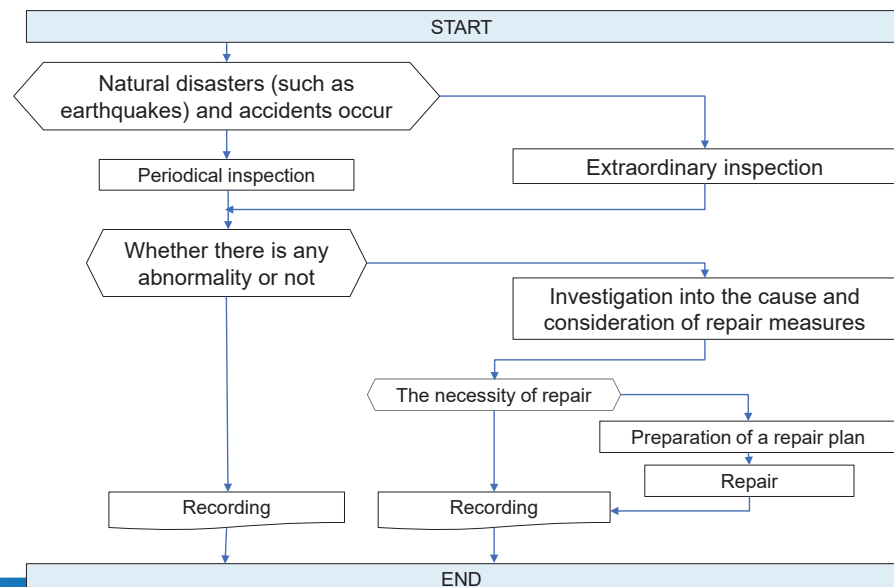 START
Natural disasters (such as
earthquakes) and accidents occur
Periodical inspection
Extraordinary inspection
Whether there is any
abnormality or not
Investigation into the cause and
consideration of repair measures
The necessity of repair
Preparation of a repair plan
Repair
Recording
Recording
END